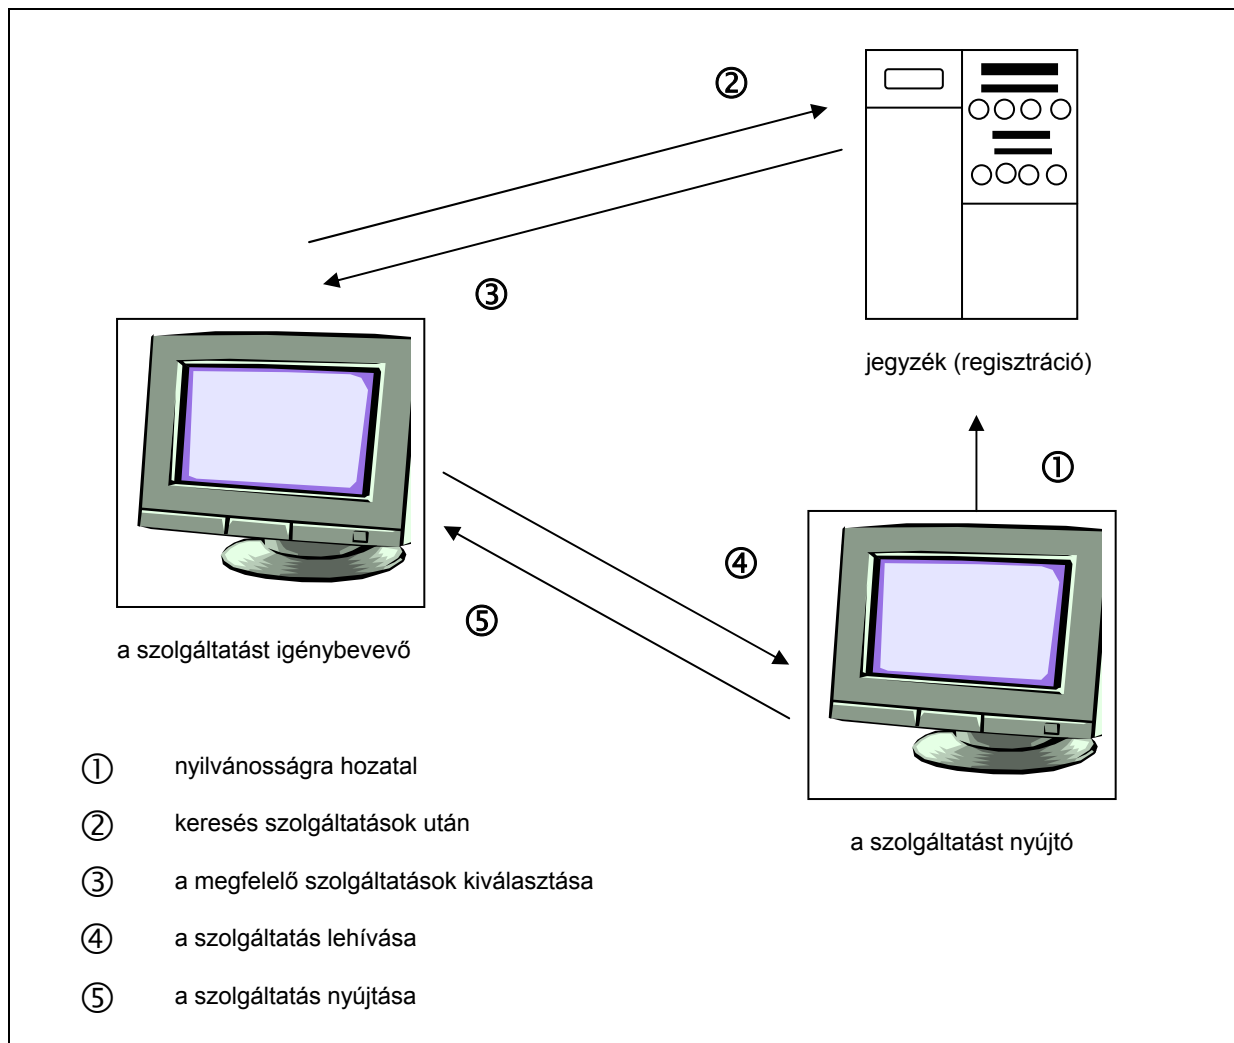 ②
③
jegyzék (regisztráció)
①
④
⑤
a szolgáltatást igénybevevő
a szolgáltatást nyújtó
① nyilvánosságra hozatal
② keresés szolgáltatások után
③ a megfelelő szolgáltatások kiválasztása
④ a szolgáltatás lehívása
⑤ a szolgáltatás nyújtása